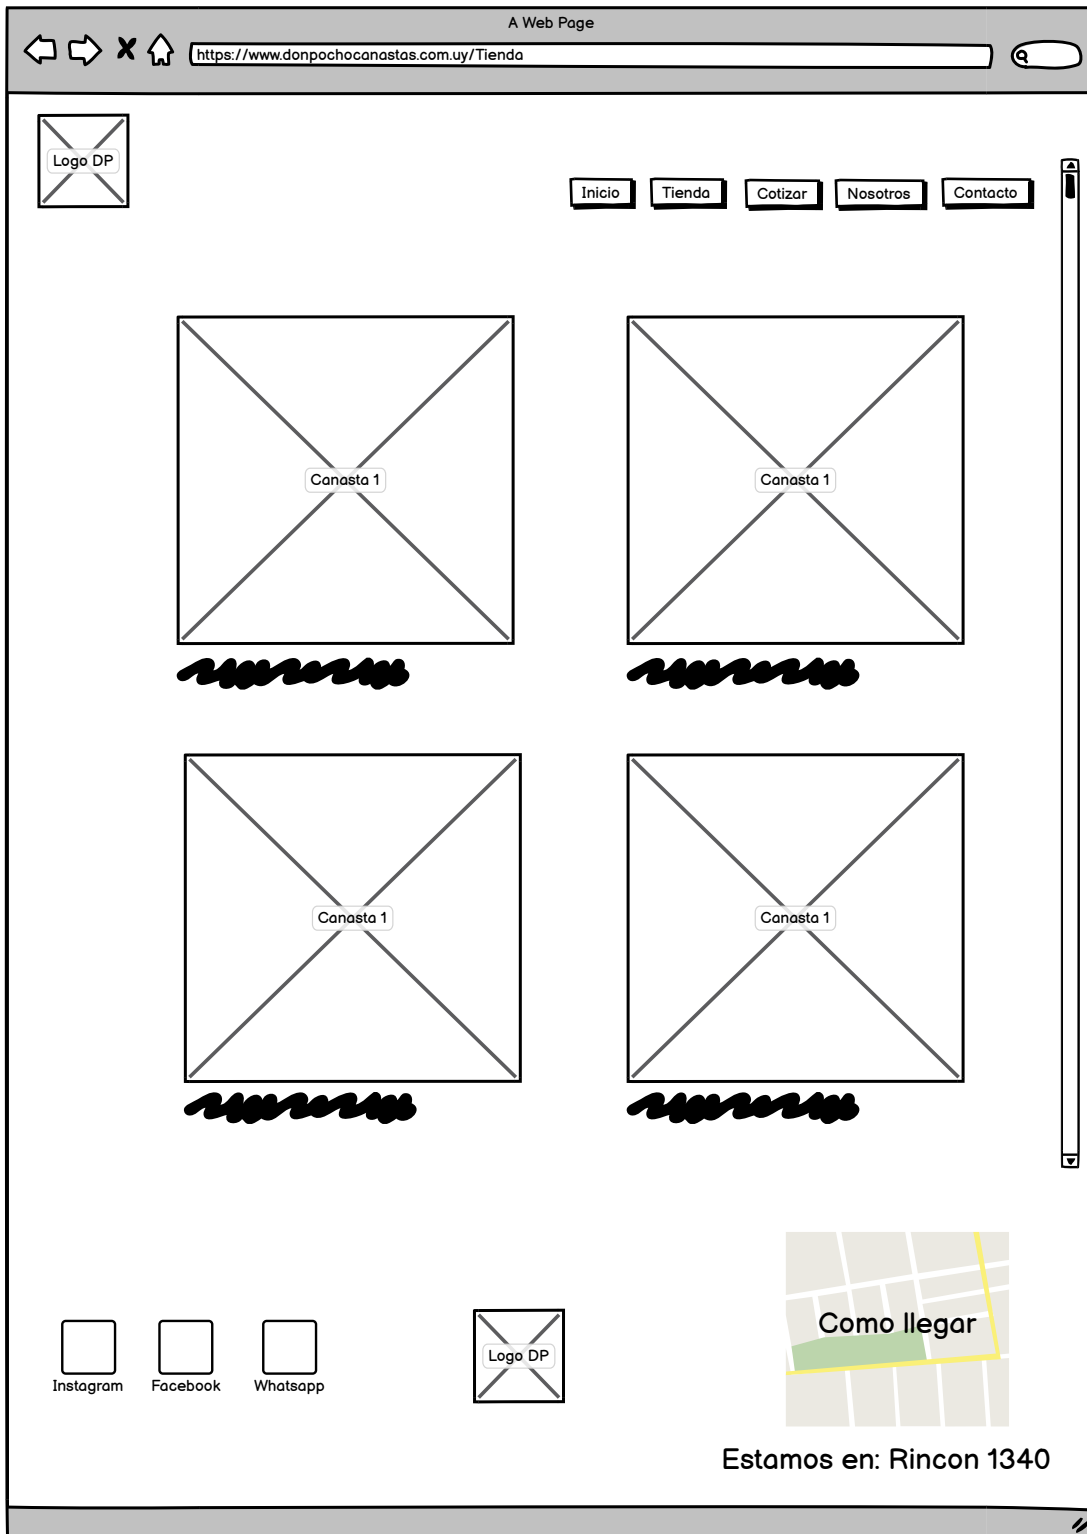 A Web Page
https://www.donpochocanastas.com.uy/Tienda
Logo DP
Inicio Tienda Cotizar Nosotros Contacto
Canasta 1 Canasta 1
Canasta 1 Canasta 1
Como llegar
Logo DP
Instagram Facebook Whatsapp
Estamos en: Rincon 1340